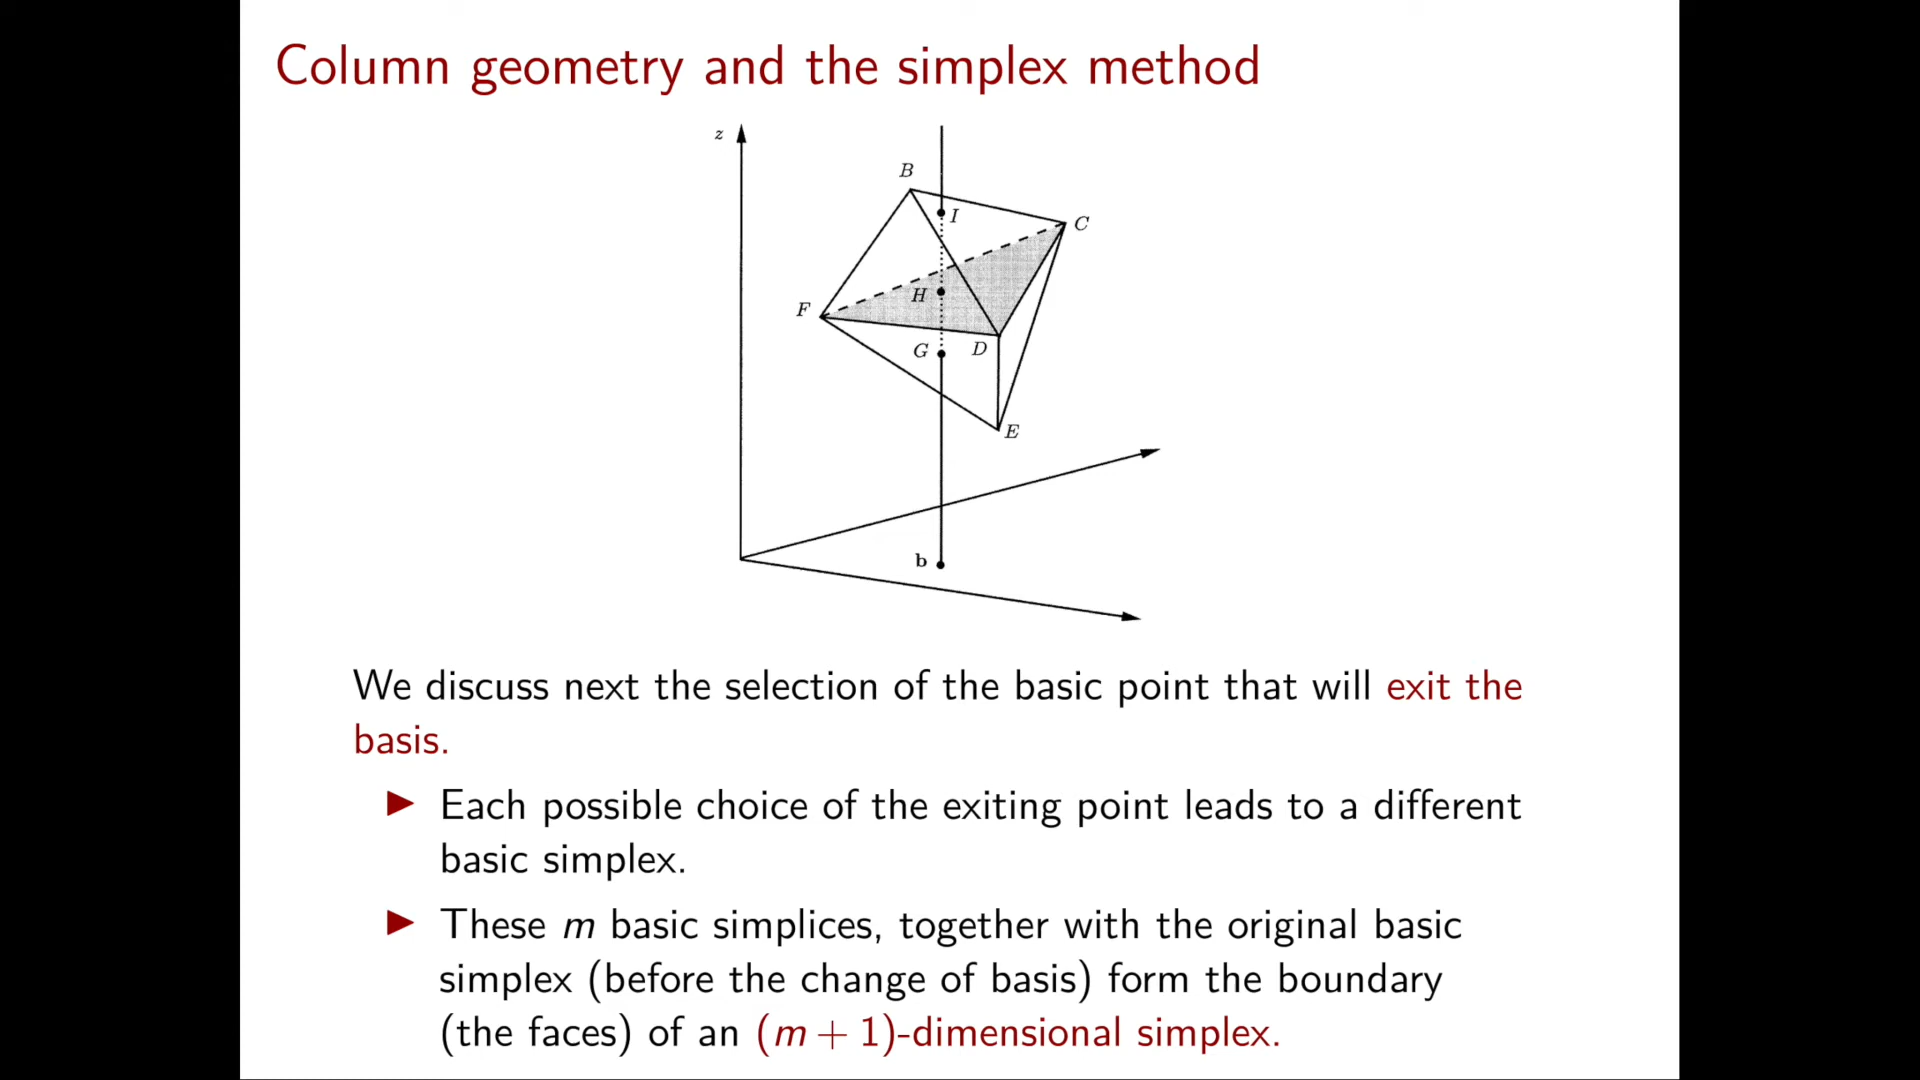 Column geometry and the simplex method
z
B
I
C
H
F
G
D
E
b
We discuss next the selection of the basic point that will exit the
basis.
▶ Each possible choice of the exiting point leads to a different
basic simplex.
▶ These m basic simplices, together with the original basic
simplex (before the change of basis) form the boundary
(the faces) of an (m + 1)-dimensional simplex.